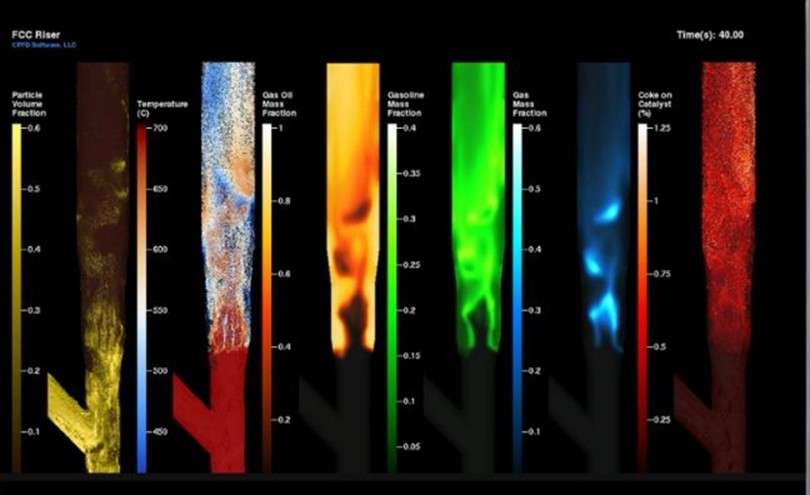 FCC Riser
CPFD Software, LLC
Time(s): 40.00
Particle
Volume
Fraction
0.6
0.5
0.4
0.3
0.2
0.1
Temperature
(C)
700
650
600
550
500
450
Gas Oil
Mass
Fraction
1
0.8
0.6
0.4
0.2
Gasoline
Mass
Fraction
0.4
0.35
0.3
0.25
0.2
0.15
0.1
0.05
Gas
Mass
Fraction
0.6
0.5
0.4
0.3
0.2
0.1
Coke on
Catalyst
(%)
1.25
1
0.75
0.5
0.25